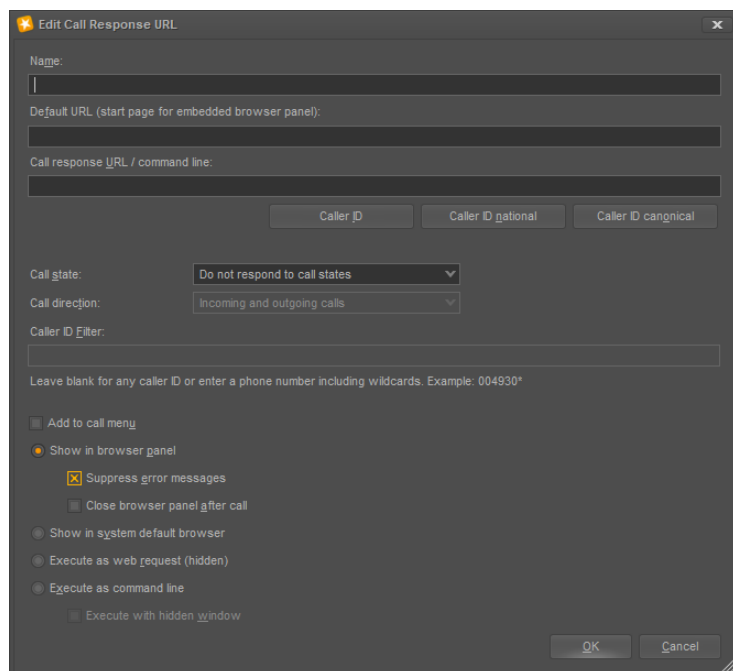 Edit Call Response URL
Name:
Default URL (start page for embedded browser panel):
Call response URL / command line:
Caller ID Caller ID national Caller ID canonical
Call state: Do not respond to call states
Call direction: Incoming and outgoing calls
Caller ID Filter:
Leave blank for any caller ID or enter a phone number including wildcards. Example: 004930*
Add to call menu
Show in browser panel
Suppress error messages
Close browser panel after call
Show in system default browser
Execute as web request (hidden)
Execute as command line
Execute with hidden window
OK Cancel